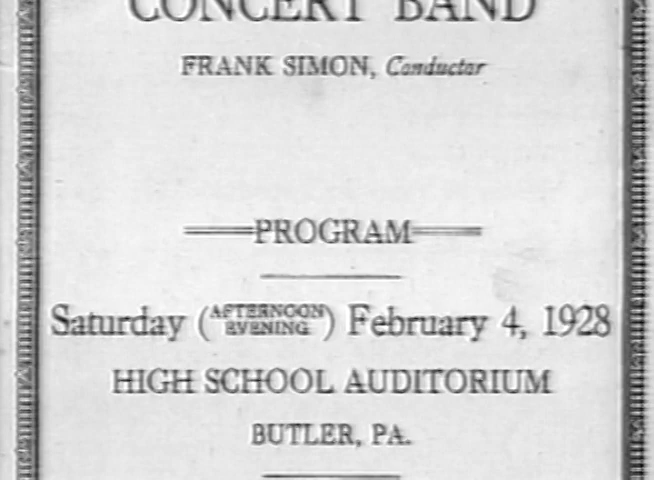 CONCERT BAND
FRANK SIMON, Conductor
PROGRAM
Saturday (AFTERNOON EVENING) February 4, 1928
HIGH SCHOOL AUDITORIUM
BUTLER, PA.